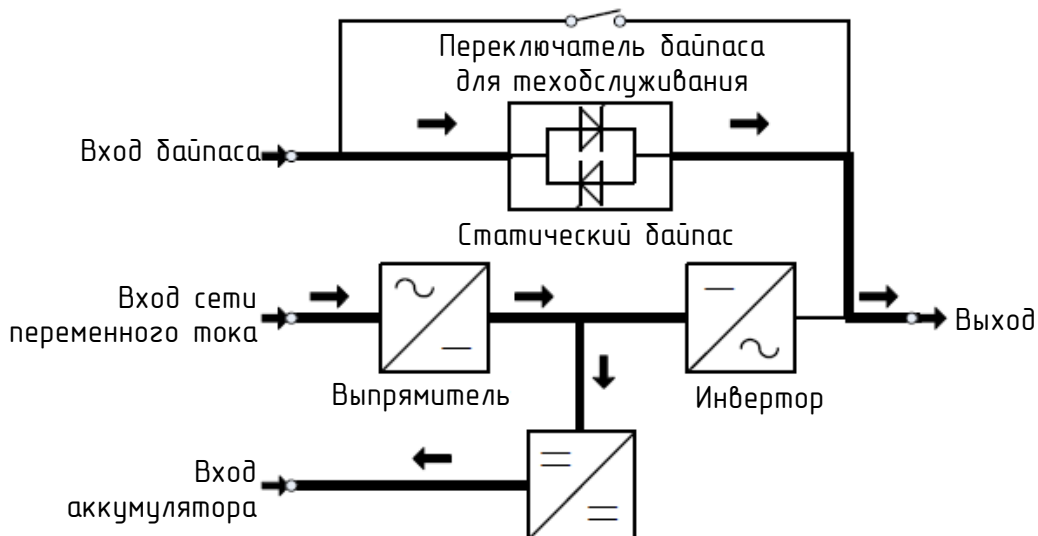 Переключатель байпаса
для техобслуживания
Вход байпаса
Статический байпас
Вход сети
переменного тока
Выход
Выпрямитель
Инвертор
Вход
аккумулятора